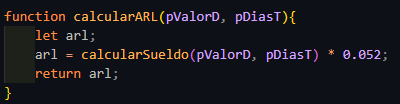 function calcularARL(pValorD, pDiasT){
    let arl;
    arl = calcularSueldo(pValorD, pDiasT) * 0.052;
    return arl;
}